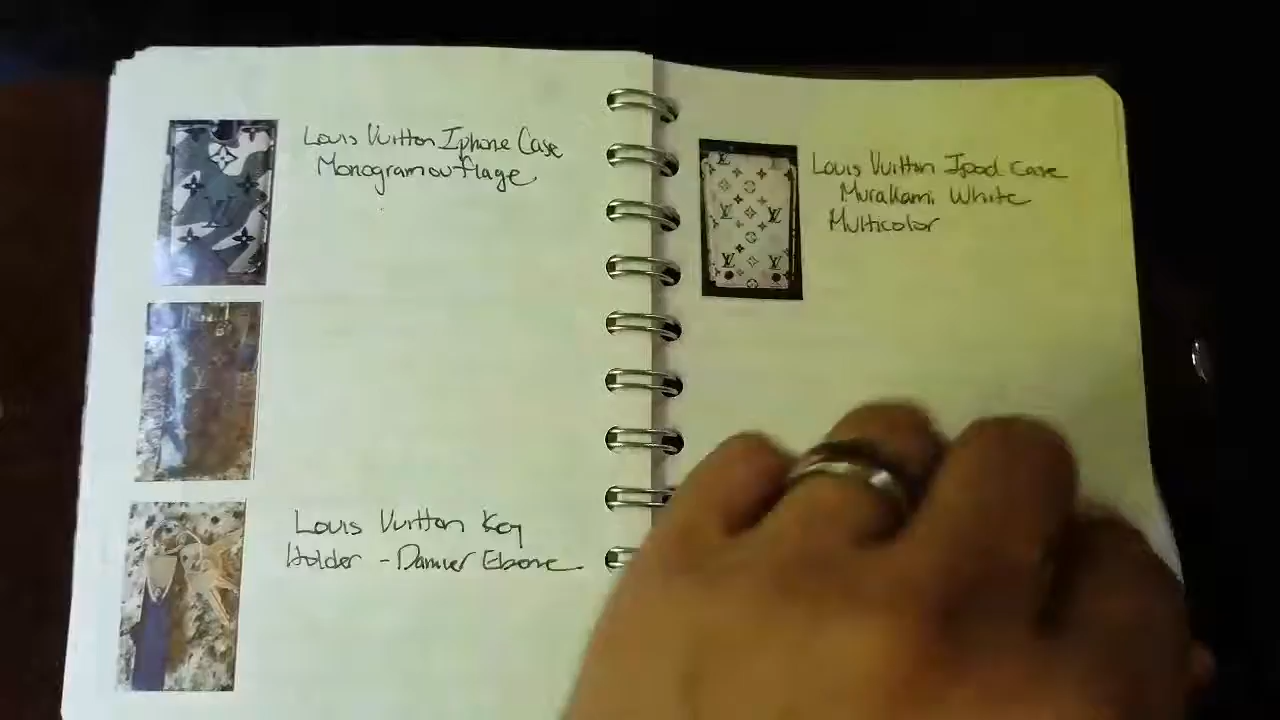 Louis Vuitton Iphone Case
Monogramouflage
Louis Vuitton Key
Holder - Damier Ebene
Louis Vuitton Ipod Case
Murakami White
Multicolor